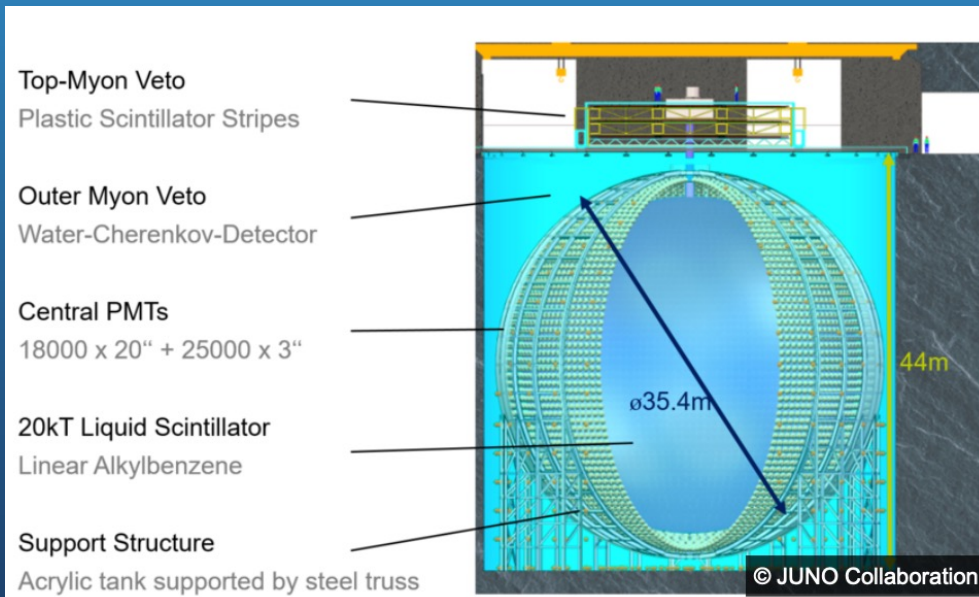 Top-Myon Veto
Plastic Scintillator Stripes
Outer Myon Veto
Water-Cherenkov-Detector
Central PMTs
18000 x 20“ + 25000 x 3“
20kT Liquid Scintillator
Linear Alkylbenzene
Support Structure
Acrylic tank supported by steel truss
ø35.4m
44m
© JUNO Collaboration